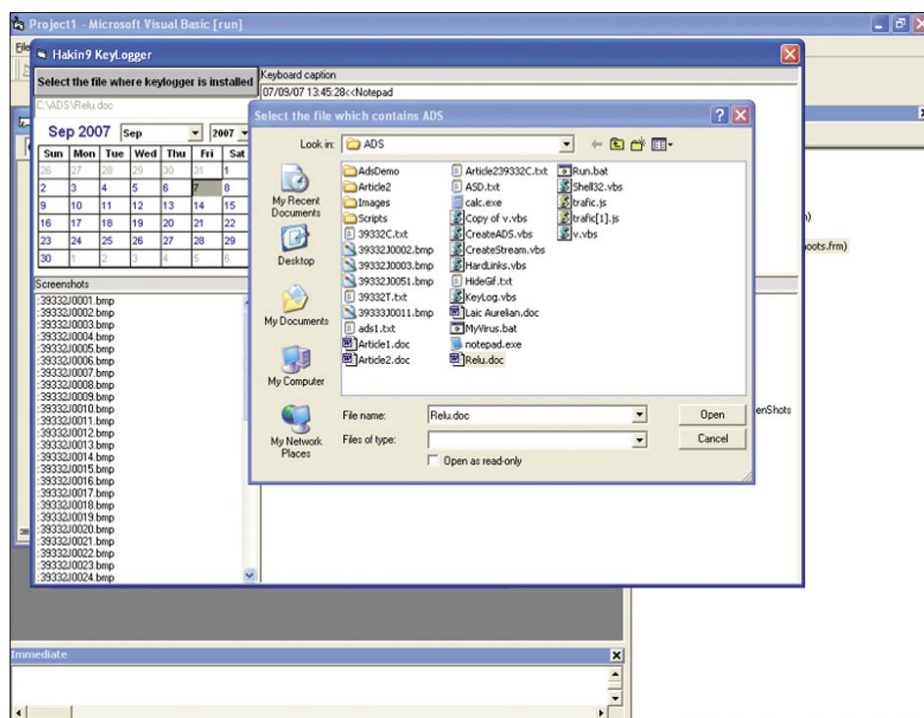 Project1 - Microsoft Visual Basic [run]
File
Hakin9 KeyLogger
Select the file where keylogger is installed
Keyboard caption
C:\ADS\Relu.doc
07/09/07 13:45:28<<Notepad
Sep 2007
Sep
2007
Sun Mon Tue Wed Thu Fri Sat
26 27 28 29 30 31 1
2 3 4 5 6 7 8
9 10 11 12 13 14 15
16 17 18 19 20 21 22
23 24 25 26 27 28 29
30 1 2 3 4 5 6
Screenshots
:39332J0001.bmp
:39332J0002.bmp
:39332J0003.bmp
:39332J0004.bmp
:39332J0005.bmp
:39332J0006.bmp
:39332J0007.bmp
:39332J0008.bmp
:39332J0009.bmp
:39332J0010.bmp
:39332J0011.bmp
:39332J0012.bmp
:39332J0013.bmp
:39332J0014.bmp
:39332J0015.bmp
:39332J0016.bmp
:39332J0017.bmp
:39332J0018.bmp
:39332J0019.bmp
:39332J0020.bmp
:39332J0021.bmp
:39332J0022.bmp
:39332J0023.bmp
:39332J0024.bmp
Select the file which contains ADS
Look in:
ADS
My Recent
Documents
Desktop
My Documents
My Computer
My Network
Places
AdsDemo
Article2
Images
Scripts
39332C.txt
39332J0002.bmp
39332J0003.bmp
39332J0051.bmp
39332T.txt
39333J0011.bmp
ads1.txt
Article1.doc
Article2.doc
Article239332C.txt
ASD.txt
calc.exe
Copy of v.vbs
CreateADS.vbs
CreateStream.vbs
HardLinks.vbs
HideGif.txt
KeyLog.vbs
Laic Aurelian.doc
MyVirus.bat
notepad.exe
Relu.doc
Run.bat
Shell32.vbs
trafic.js
trafic[1].js
v.vbs
File name:
Relu.doc
Open
Files of type:
Cancel
Open as read-only
oots.frm)
enShots
Immediate